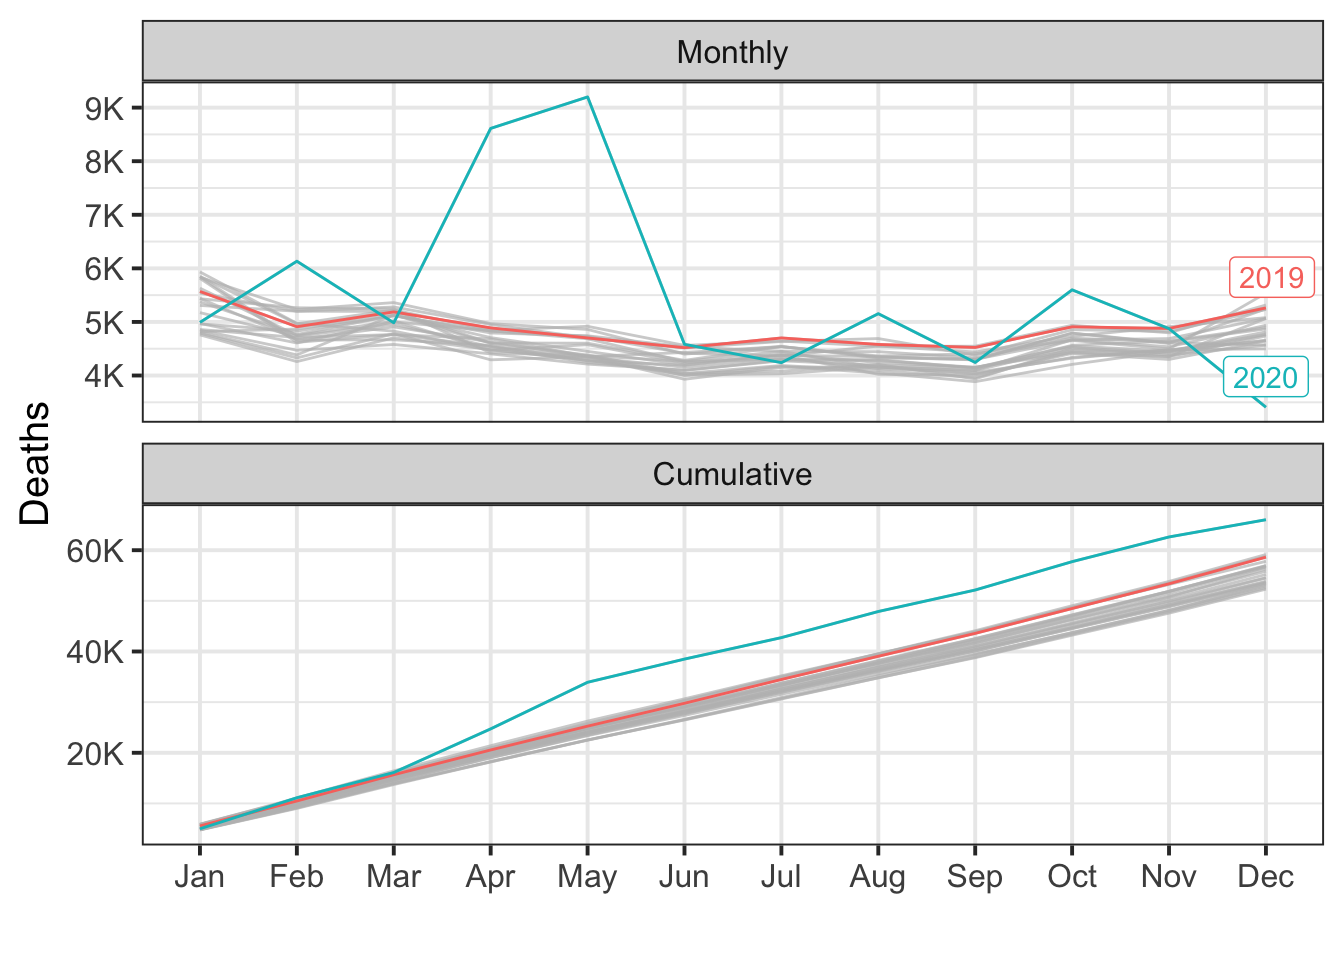 Monthly
9K
8K
7K
6K
5K
4K
2019
2020
Deaths
Cumulative
60K
40K
20K
Jan Feb Mar Apr May Jun Jul Aug Sep Oct Nov Dec